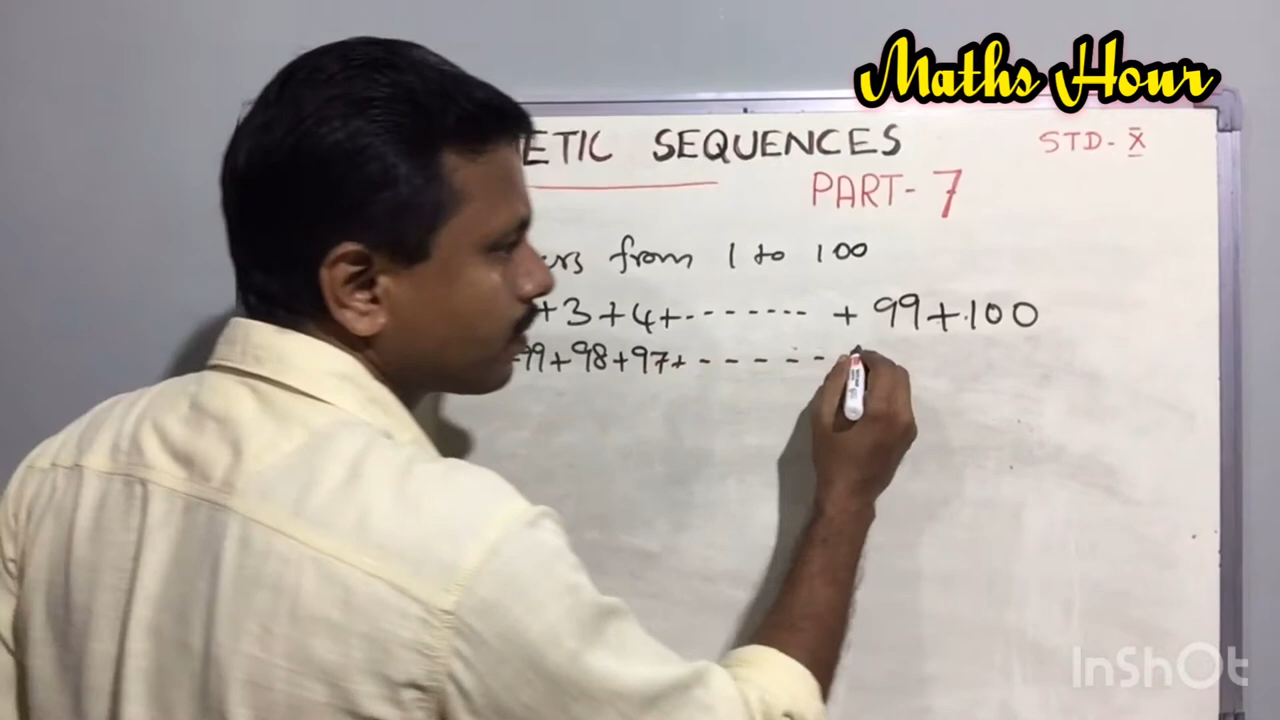 Maths Hour
ETIC SEQUENCES
STD-X
PART-7
ers from 1 to 100
+3+4+------- +99+100
99+98+97+ ------
InShOt